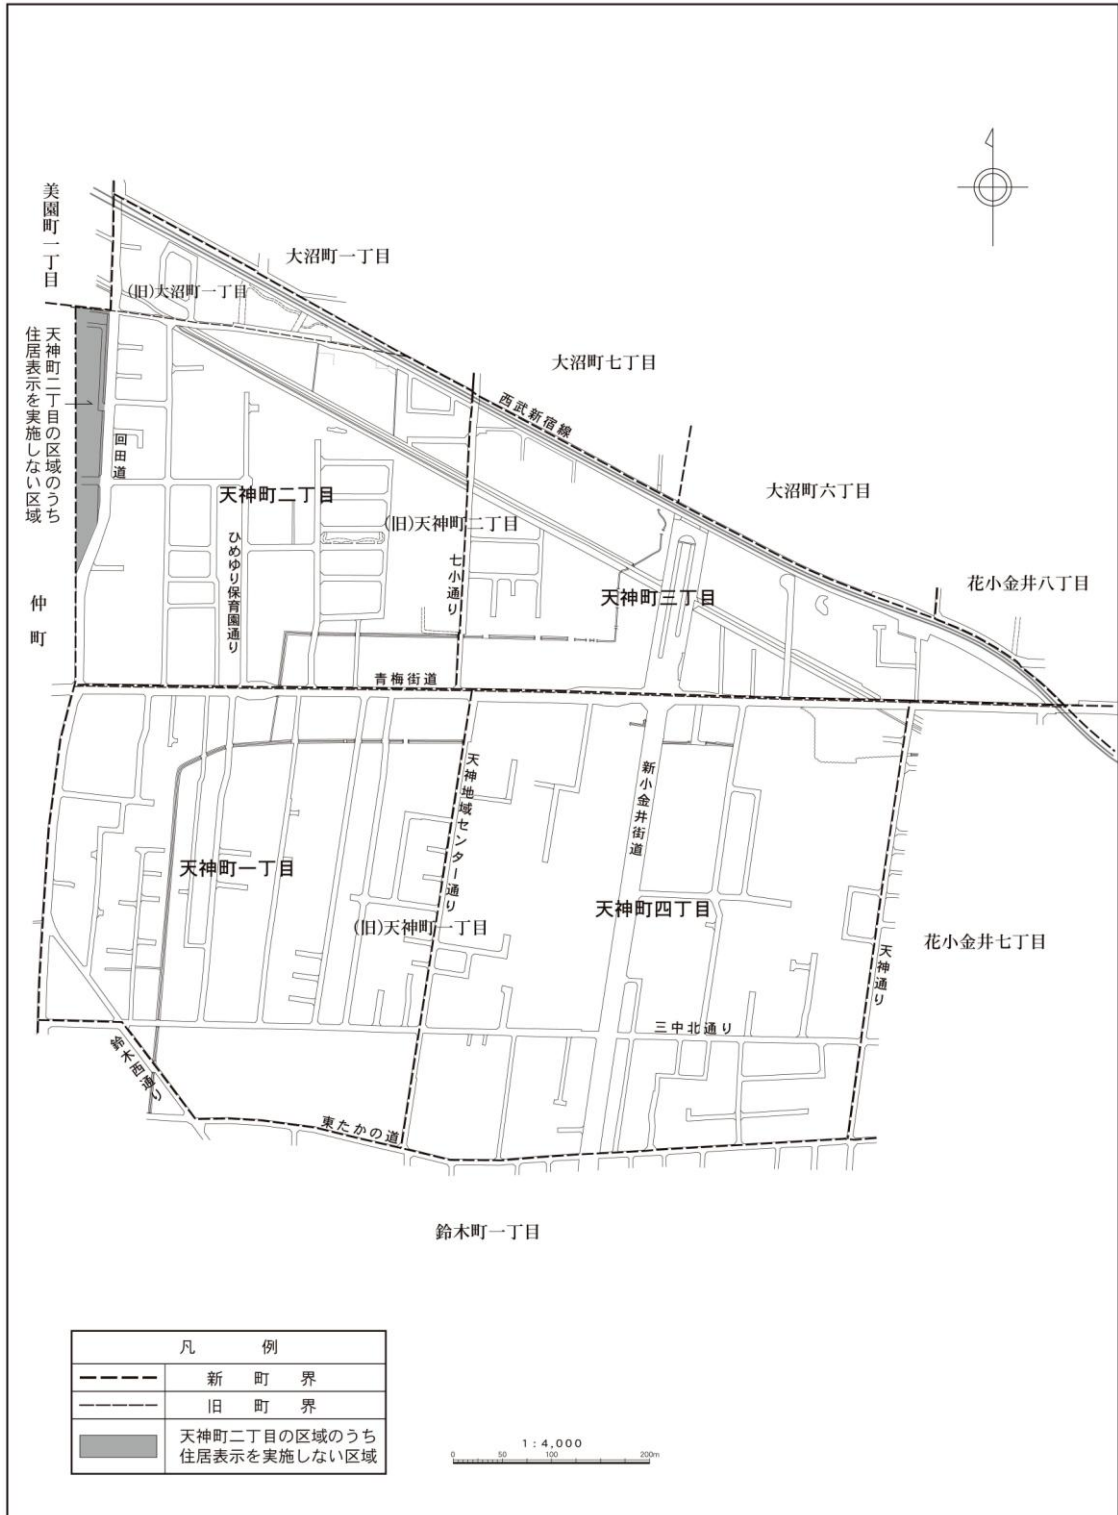 美園町一丁目
大沼町一丁目
(旧)大沼町一丁目
天神町二丁目の区域のうち
住居表示を実施しない区域
大沼町七丁目
西武新宿線
回田道
天神町二丁目
大沼町六丁目
(旧)天神町二丁目
ひめゆり保育園通り
七小通り
天神町三丁目
花小金井八丁目
仲町
青梅街道
天神地域センター通り
新小金井街道
天神町一丁目
(旧)天神町一丁目
天神町四丁目
花小金井七丁目
天神通り
三中北通り
鈴木西通り
東たかの道
鈴木町一丁目
凡 例
新 町 界
旧 町 界
天神町二丁目の区域のうち
住居表示を実施しない区域
1:4,000
0 50 100 200m